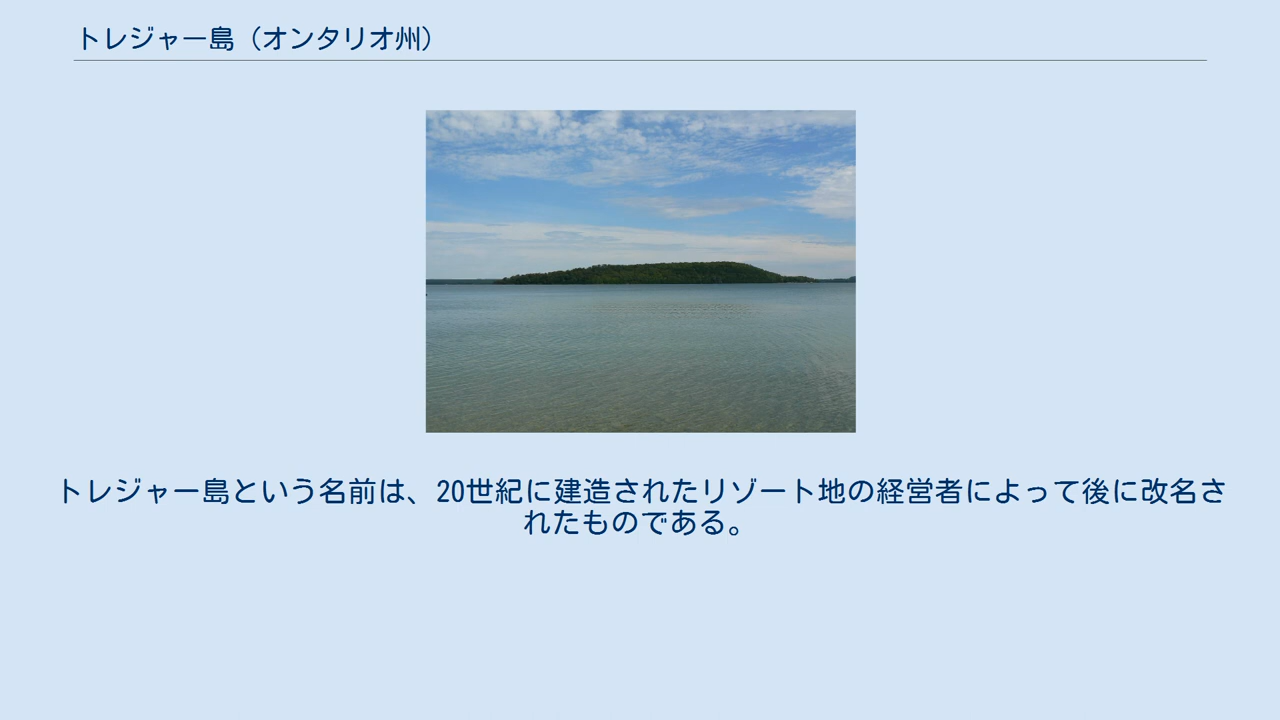 トレジャー島（オンタリオ州）
トレジャー島という名前は、20世紀に建造されたリゾート地の経営者によって後に改名さ
れたものである。